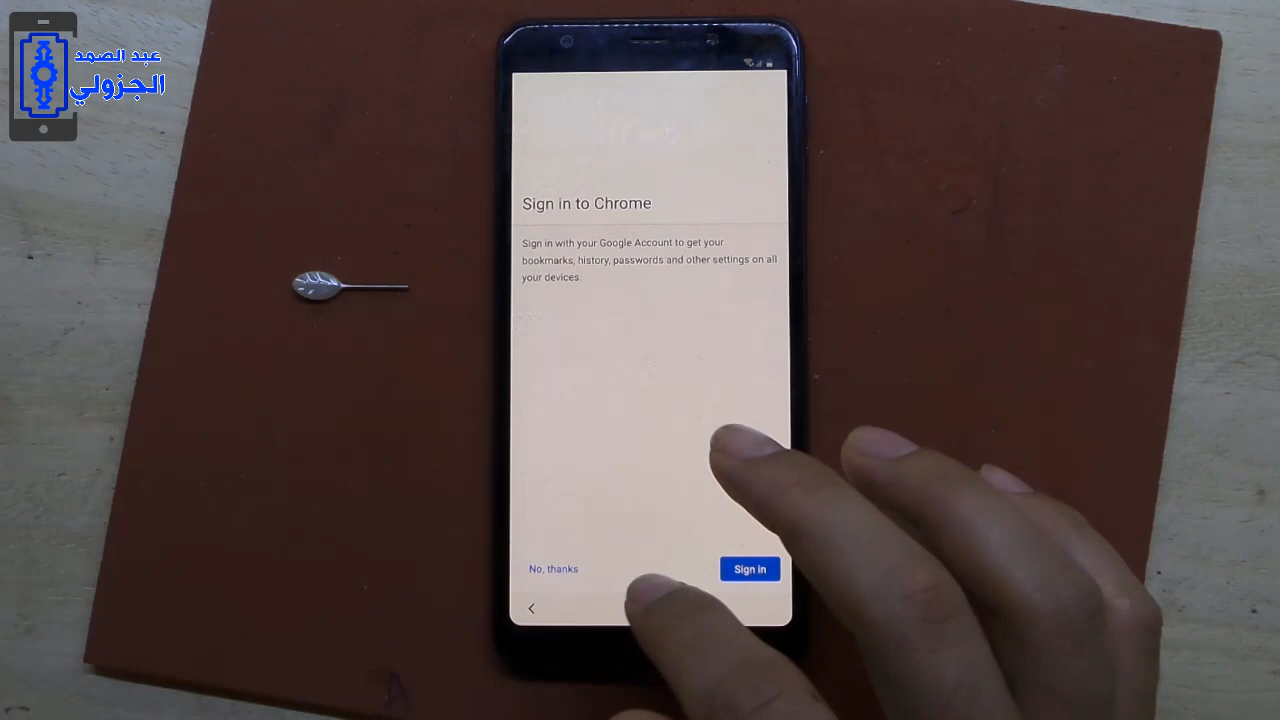 عبد الصمد
الجزولي
Sign in to Chrome
Sign in with your Google Account to get your
bookmarks, history, passwords and other settings on all
your devices.
No, thanks
Sign in